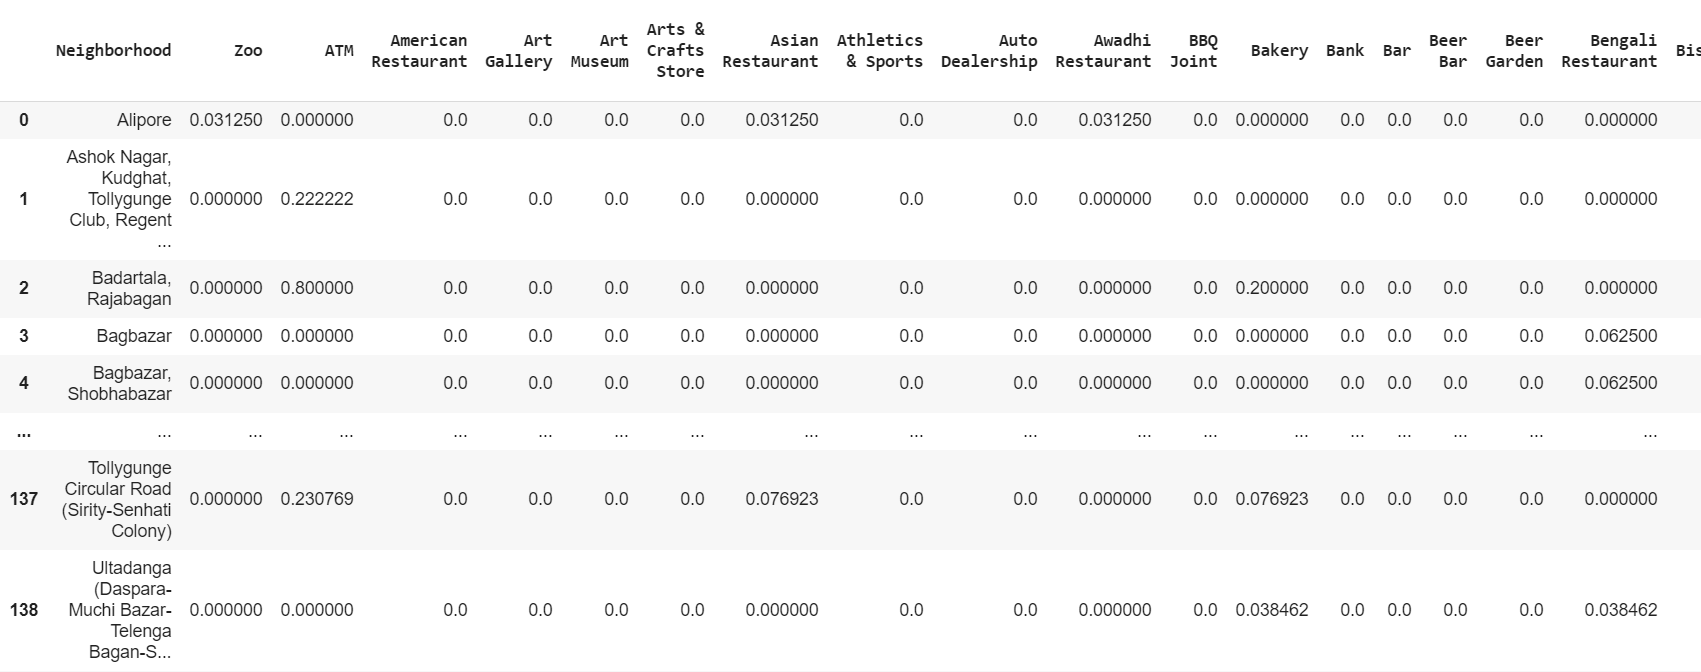 Neighborhood Zoo ATM American Restaurant Art Gallery Art Museum Arts & Crafts Store Asian Restaurant Athletics & Sports Auto Dealership Awadhi Restaurant BBQ Joint Bakery Bank Bar Beer Bar Beer Garden Bengali Restaurant Bis
0 Alipore 0.031250 0.000000 0.0 0.0 0.0 0.0 0.031250 0.0 0.0 0.031250 0.0 0.000000 0.0 0.0 0.0 0.0 0.000000
1 Ashok Nagar, Kudghat, Tollygunge Club, Regent ... 0.000000 0.222222 0.0 0.0 0.0 0.0 0.000000 0.0 0.0 0.000000 0.0 0.000000 0.0 0.0 0.0 0.0 0.000000
2 Badartala, Rajabagan 0.000000 0.800000 0.0 0.0 0.0 0.0 0.000000 0.0 0.0 0.000000 0.0 0.200000 0.0 0.0 0.0 0.0 0.000000
3 Bagbazar 0.000000 0.000000 0.0 0.0 0.0 0.0 0.000000 0.0 0.0 0.000000 0.0 0.000000 0.0 0.0 0.0 0.0 0.062500
4 Bagbazar, Shobhabazar 0.000000 0.000000 0.0 0.0 0.0 0.0 0.000000 0.0 0.0 0.000000 0.0 0.000000 0.0 0.0 0.0 0.0 0.062500
... ... ... ... ... ... ... ... ... ... ... ... ... ... ... ... ... ... ...
137 Tollygunge Circular Road (Sirity-Senhati Colony) 0.000000 0.230769 0.0 0.0 0.0 0.0 0.076923 0.0 0.0 0.000000 0.0 0.076923 0.0 0.0 0.0 0.0 0.000000
138 Ultadanga (Daspara-Muchi Bazar-Telenga Bagan-S... 0.000000 0.000000 0.0 0.0 0.0 0.0 0.000000 0.0 0.0 0.000000 0.0 0.038462 0.0 0.0 0.0 0.0 0.038462